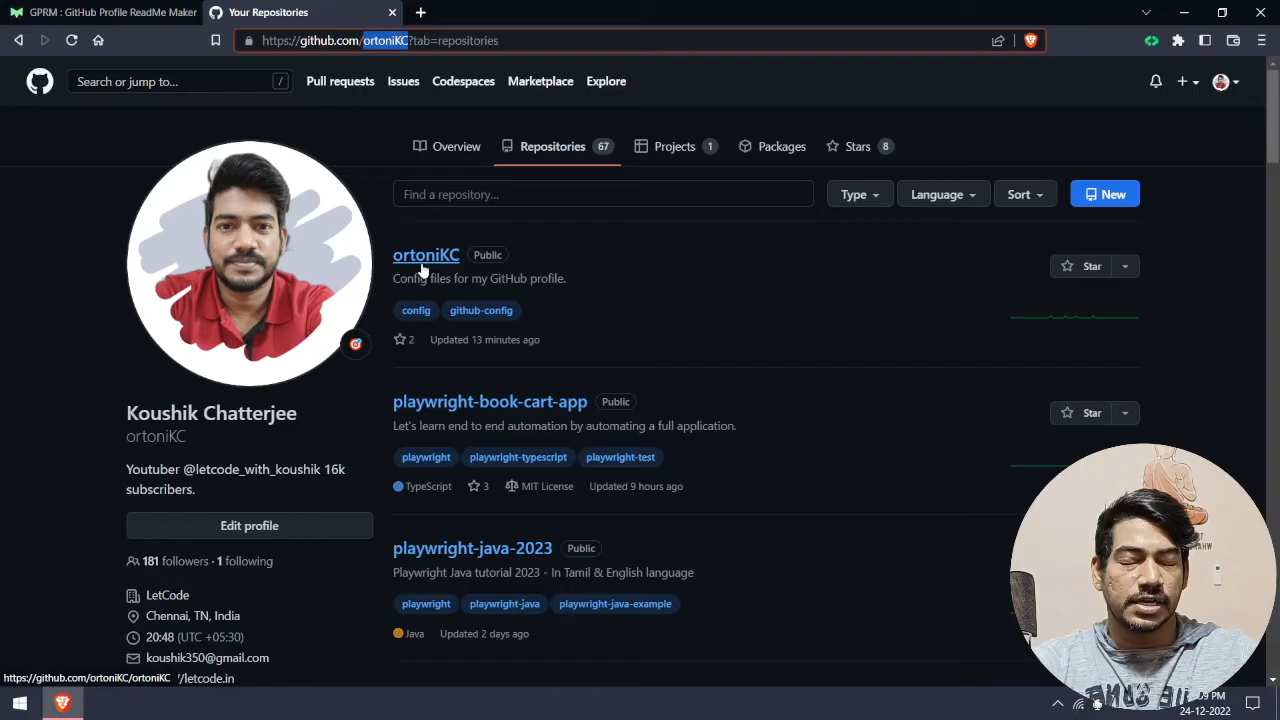 GPRM : GitHub Profile ReadMe Maker
Your Repositories
https://github.com/ortoniKC?tab=repositories
Search or jump to...
/
Pull requests
Issues
Codespaces
Marketplace
Explore
Overview
Repositories 67
Projects 1
Packages
Stars 8
Find a repository...
Type
Language
Sort
New
ortoniKC Public
Config files for my GitHub profile.
config github-config
2 Updated 13 minutes ago
Star
playwright-book-cart-app Public
Let's learn end to end automation by automating a full application.
playwright playwright-typescript playwright-test
TypeScript 3 MIT License Updated 9 hours ago
Star
playwright-java-2023 Public
Playwright Java tutorial 2023 - In Tamil & English language
playwright playwright-java playwright-java-example
Java Updated 2 days ago
Koushik Chatterjee
ortoniKC
Youtuber @letcode_with_koushik 16k
subscribers.
Edit profile
181 followers · 1 following
LetCode
Chennai, TN, India
20:48 (UTC +05:30)
koushik350@gmail.com
https://github.com/ortoniKC/ortoniKC
'/letcode.in
:09 PM
24-12-2022